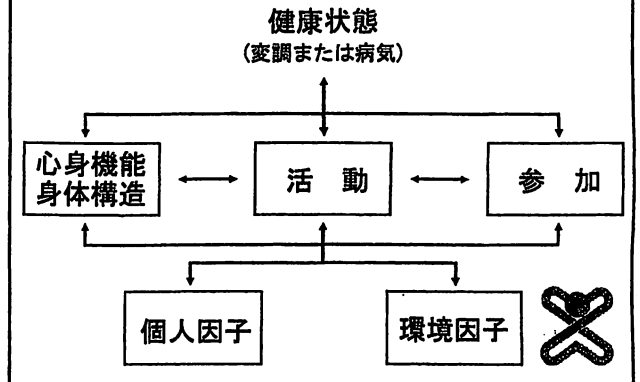 健康状態
(変調または病気)
心身機能
身体構造
活動
参加
個人因子
環境因子